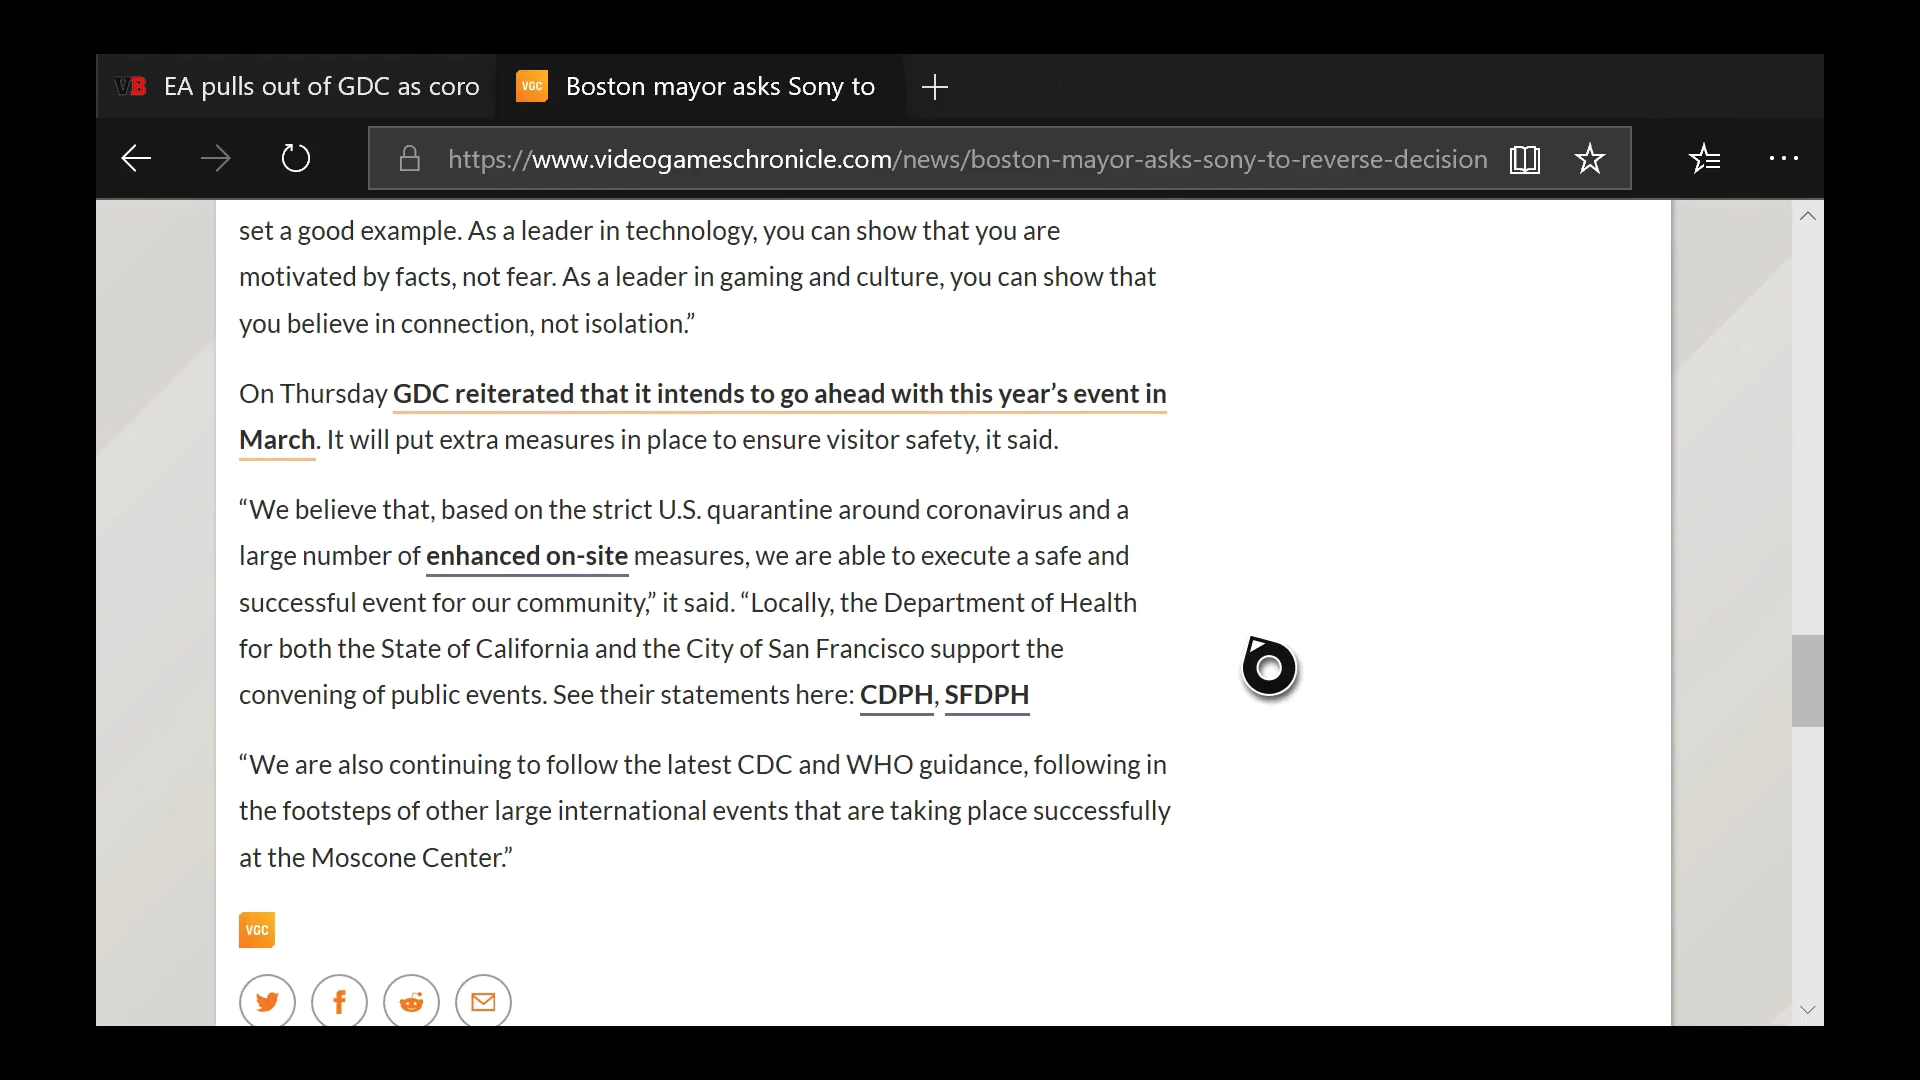 VB EA pulls out of GDC as coro
VGC Boston mayor asks Sony to
https://www.videogameschronicle.com/news/boston-mayor-asks-sony-to-reverse-decision
set a good example. As a leader in technology, you can show that you are
motivated by facts, not fear. As a leader in gaming and culture, you can show that
you believe in connection, not isolation.”
On Thursday GDC reiterated that it intends to go ahead with this year’s event in
March. It will put extra measures in place to ensure visitor safety, it said.
“We believe that, based on the strict U.S. quarantine around coronavirus and a
large number of enhanced on-site measures, we are able to execute a safe and
successful event for our community,” it said. “Locally, the Department of Health
for both the State of California and the City of San Francisco support the
convening of public events. See their statements here: CDPH, SFDPH
“We are also continuing to follow the latest CDC and WHO guidance, following in
the footsteps of other large international events that are taking place successfully
at the Moscone Center.”
VGC